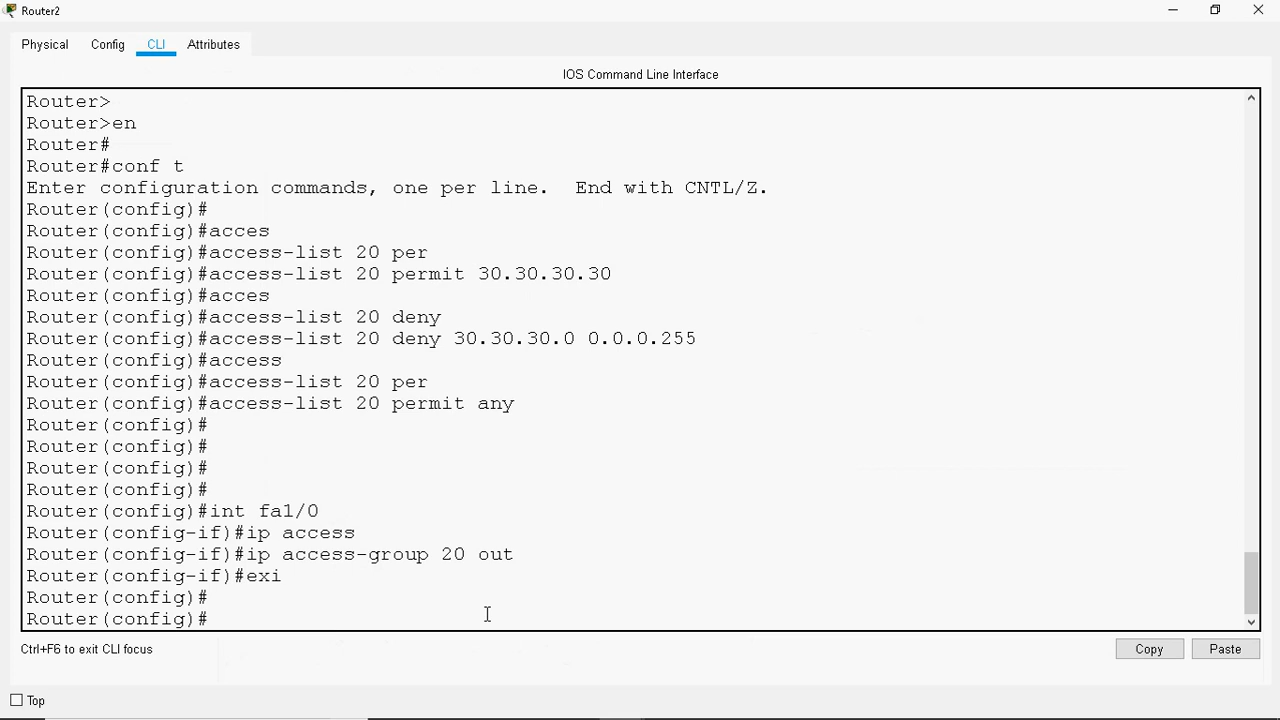 Router2
Physical Config CLI Attributes
IOS Command Line Interface
Router>
Router>en
Router#
Router#conf t
Enter configuration commands, one per line.  End with CNTL/Z.
Router(config)#
Router(config)#acces
Router(config)#access-list 20 per
Router(config)#access-list 20 permit 30.30.30.30
Router(config)#acces
Router(config)#access-list 20 deny
Router(config)#access-list 20 deny 30.30.30.0 0.0.0.255
Router(config)#access
Router(config)#access-list 20 per
Router(config)#access-list 20 permit any
Router(config)#
Router(config)#
Router(config)#
Router(config)#
Router(config)#int fa1/0
Router(config-if)#ip access
Router(config-if)#ip access-group 20 out
Router(config-if)#exi
Router(config)#
Router(config)#
Ctrl+F6 to exit CLI focus
Copy Paste
Top